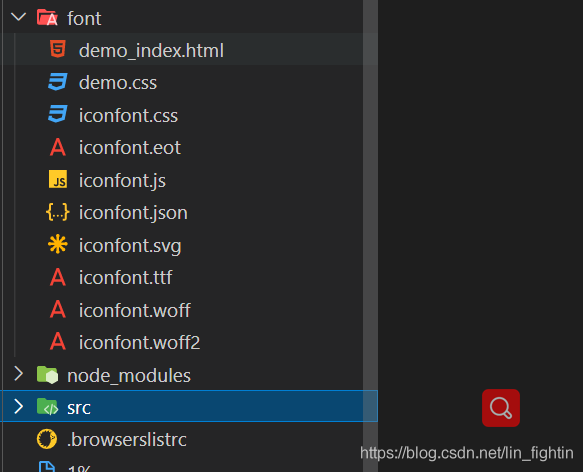 font
demo_index.html
demo.css
iconfont.css
iconfont.eot
iconfont.js
iconfont.json
iconfont.svg
iconfont.ttf
iconfont.woff
iconfont.woff2
node_modules
src
.browserslistrc
1%
https://blog.csdn.net/lin_fightin